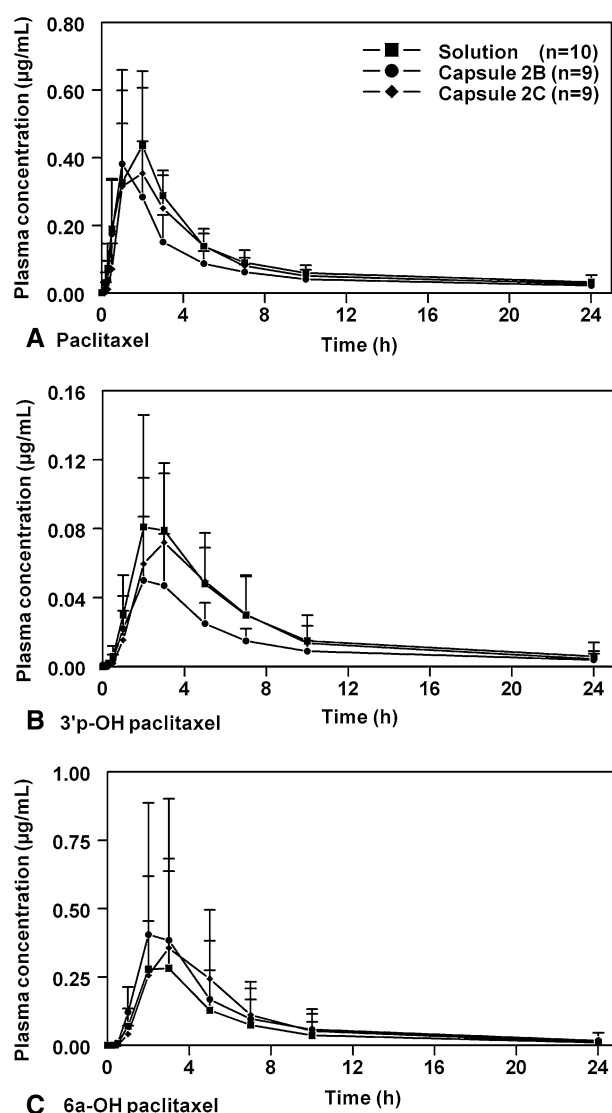 Plasma concentration (µg/mL)
0.80
0.60
0.40
0.20
0.00
Solution (n=10)
Capsule 2B (n=9)
Capsule 2C (n=9)
0 4 8 12 16 20 24
Time (h)
A Paclitaxel
Plasma concentration (µg/mL)
0.16
0.12
0.08
0.04
0.00
0 4 8 12 16 20 24
Time (h)
B 3'p-OH paclitaxel
Plasma concentration (µg/mL)
1.00
0.75
0.50
0.25
0.00
0 4 8 12 16 20 24
Time (h)
C 6a-OH paclitaxel